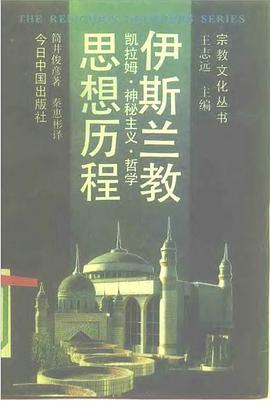 THE RELIGIOUS CULTURES SERIES
宗教文化丛书
王志远 主编
伊斯兰教
思想历程
凯拉姆·神秘主义·哲学
筒井俊彦著 秦惠彬译
今日中国出版社